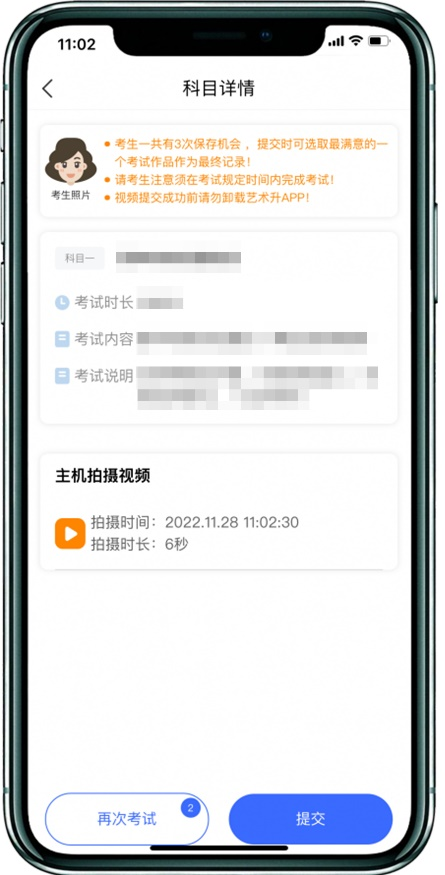 11:02
科目详情
考生一共有3次保存机会，提交时可选取最满意的一
个考试作品作为最终记录！
请考生注意须在考试规定时间内完成考试！
视频提交成功前请勿卸载艺术升APP！
考生照片
科目一
考试时长
考试内容
考试说明
主机拍摄视频
拍摄时间：2022.11.28 11:02:30
拍摄时长：6秒
再次考试 2
提交